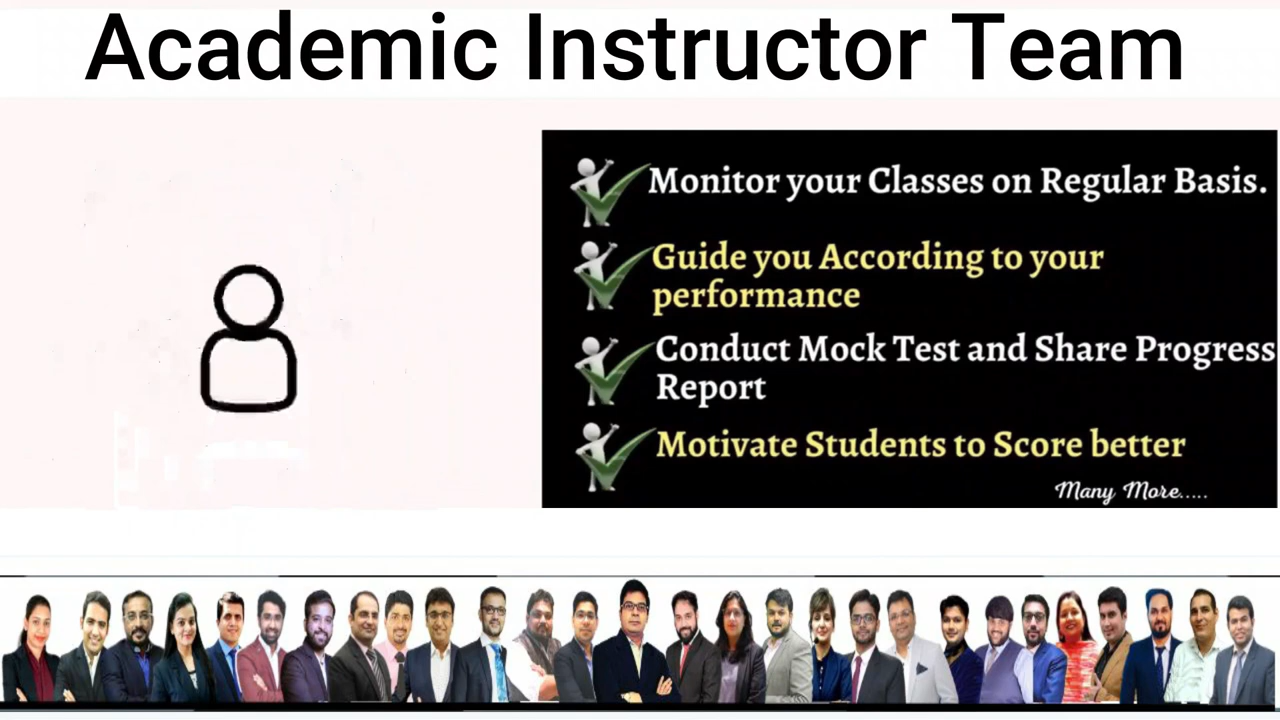 Academic Instructor Team
Monitor your Classes on Regular Basis.
Guide you According to your
performance
Conduct Mock Test and Share Progress
Report
Motivate Students to Score better
Many More.....